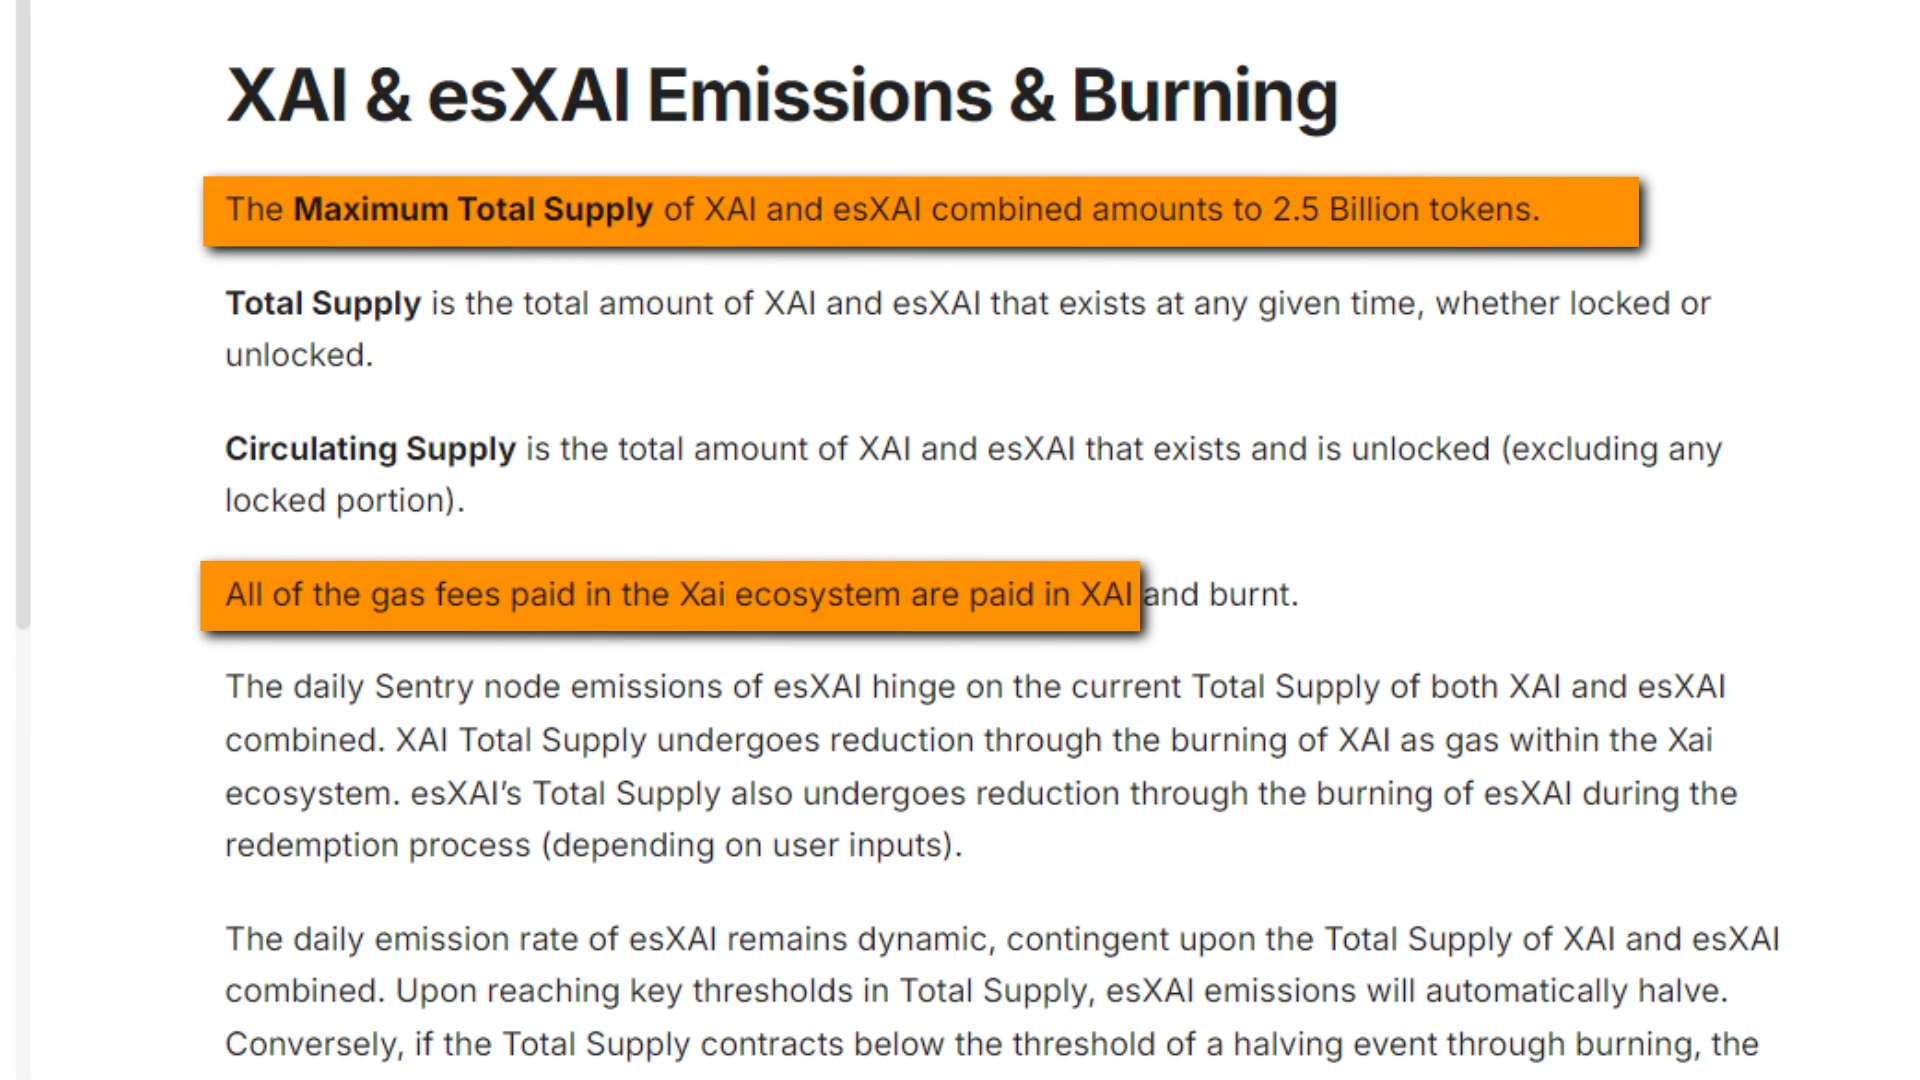 XAI & esXAI Emissions & Burning
The Maximum Total Supply of XAI and esXAI combined amounts to 2.5 Billion tokens.
Total Supply is the total amount of XAI and esXAI that exists at any given time, whether locked or
unlocked.
Circulating Supply is the total amount of XAI and esXAI that exists and is unlocked (excluding any
locked portion).
All of the gas fees paid in the Xai ecosystem are paid in XAI and burnt.
The daily Sentry node emissions of esXAI hinge on the current Total Supply of both XAI and esXAI
combined. XAI Total Supply undergoes reduction through the burning of XAI as gas within the Xai
ecosystem. esXAI’s Total Supply also undergoes reduction through the burning of esXAI during the
redemption process (depending on user inputs).
The daily emission rate of esXAI remains dynamic, contingent upon the Total Supply of XAI and esXAI
combined. Upon reaching key thresholds in Total Supply, esXAI emissions will automatically halve.
Conversely, if the Total Supply contracts below the threshold of a halving event through burning, the